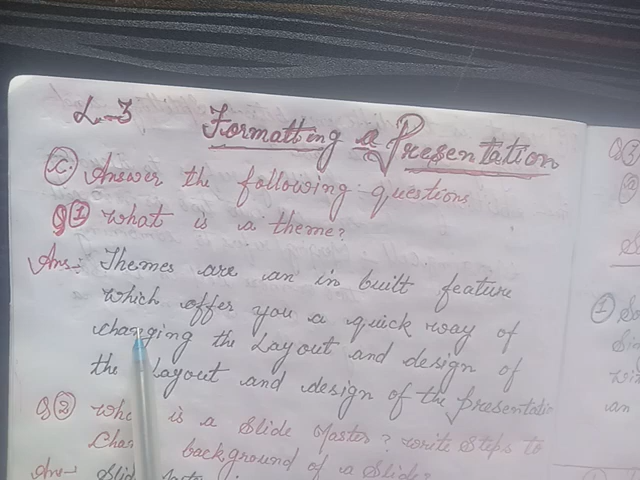 L-3 Formatting a Presentation
(C) Answer the following questions
Q① What is a theme?
Ans:- Themes are an in built feature
which offer you a quick way of
changing the Layout and design of
the Layout and design of the presentatio
Q② is a Slide Master? write Steps to
background of a Slide?
Ans-